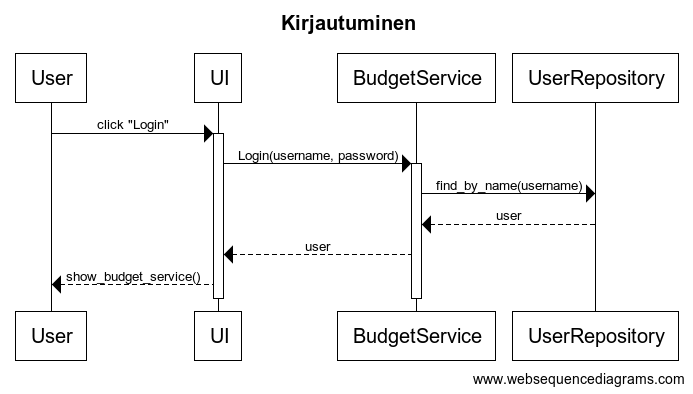 Kirjautuminen
User
UI
BudgetService
UserRepository
click "Login"
Login(username, password)
find_by_name(username)
user
user
show_budget_service()
User
UI
BudgetService
UserRepository
www.websequencediagrams.com